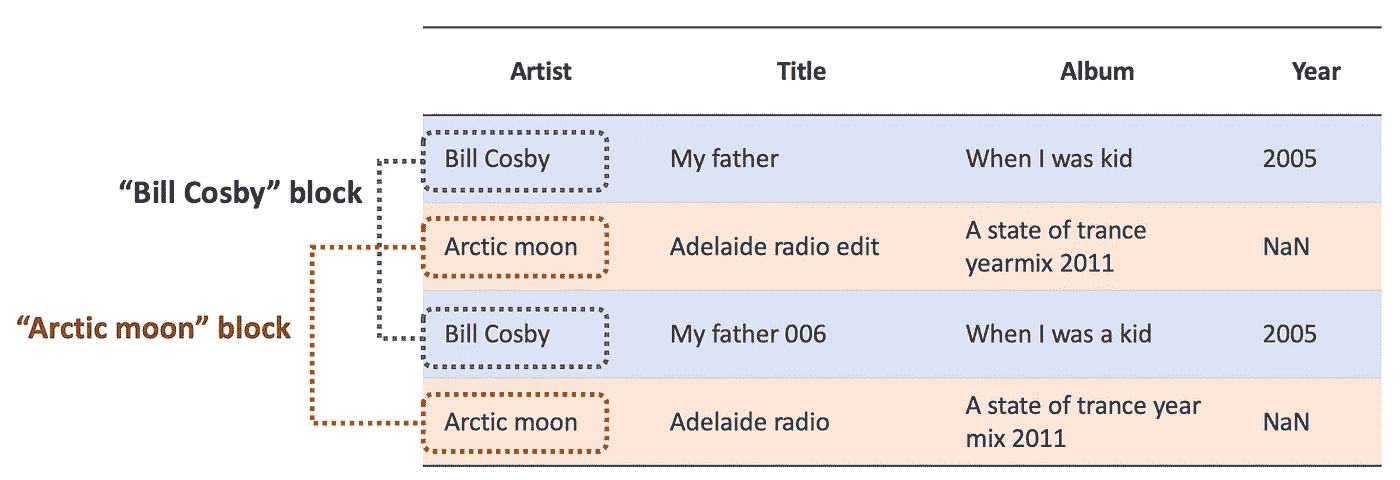 Artist Title Album Year
Bill Cosby My father When I was kid 2005
“Bill Cosby” block
Arctic moon Adelaide radio edit A state of trance
yearmix 2011 NaN
“Arctic moon” block
Bill Cosby My father 006 When I was a kid 2005
Arctic moon Adelaide radio A state of trance year
mix 2011 NaN